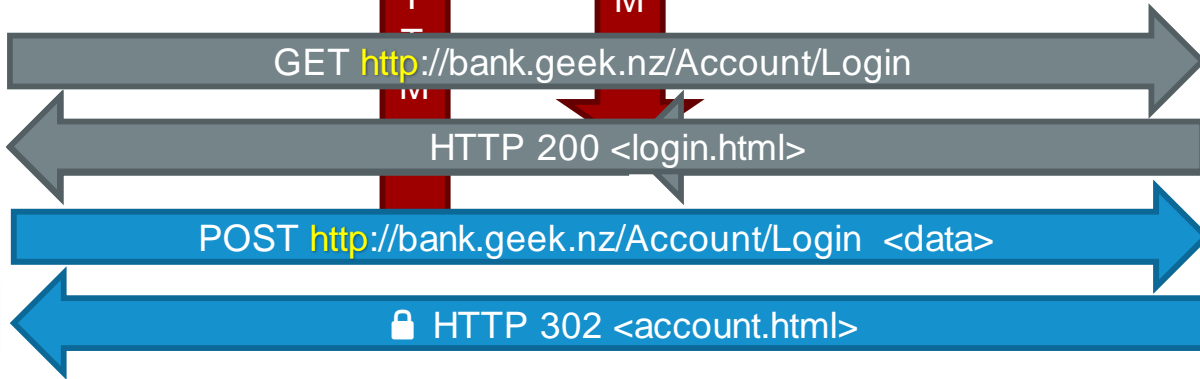 M
GET http://bank.geek.nz/Account/Login
M
HTTP 200 <login.html>
POST http://bank.geek.nz/Account/Login <data>
HTTP 302 <account.html>